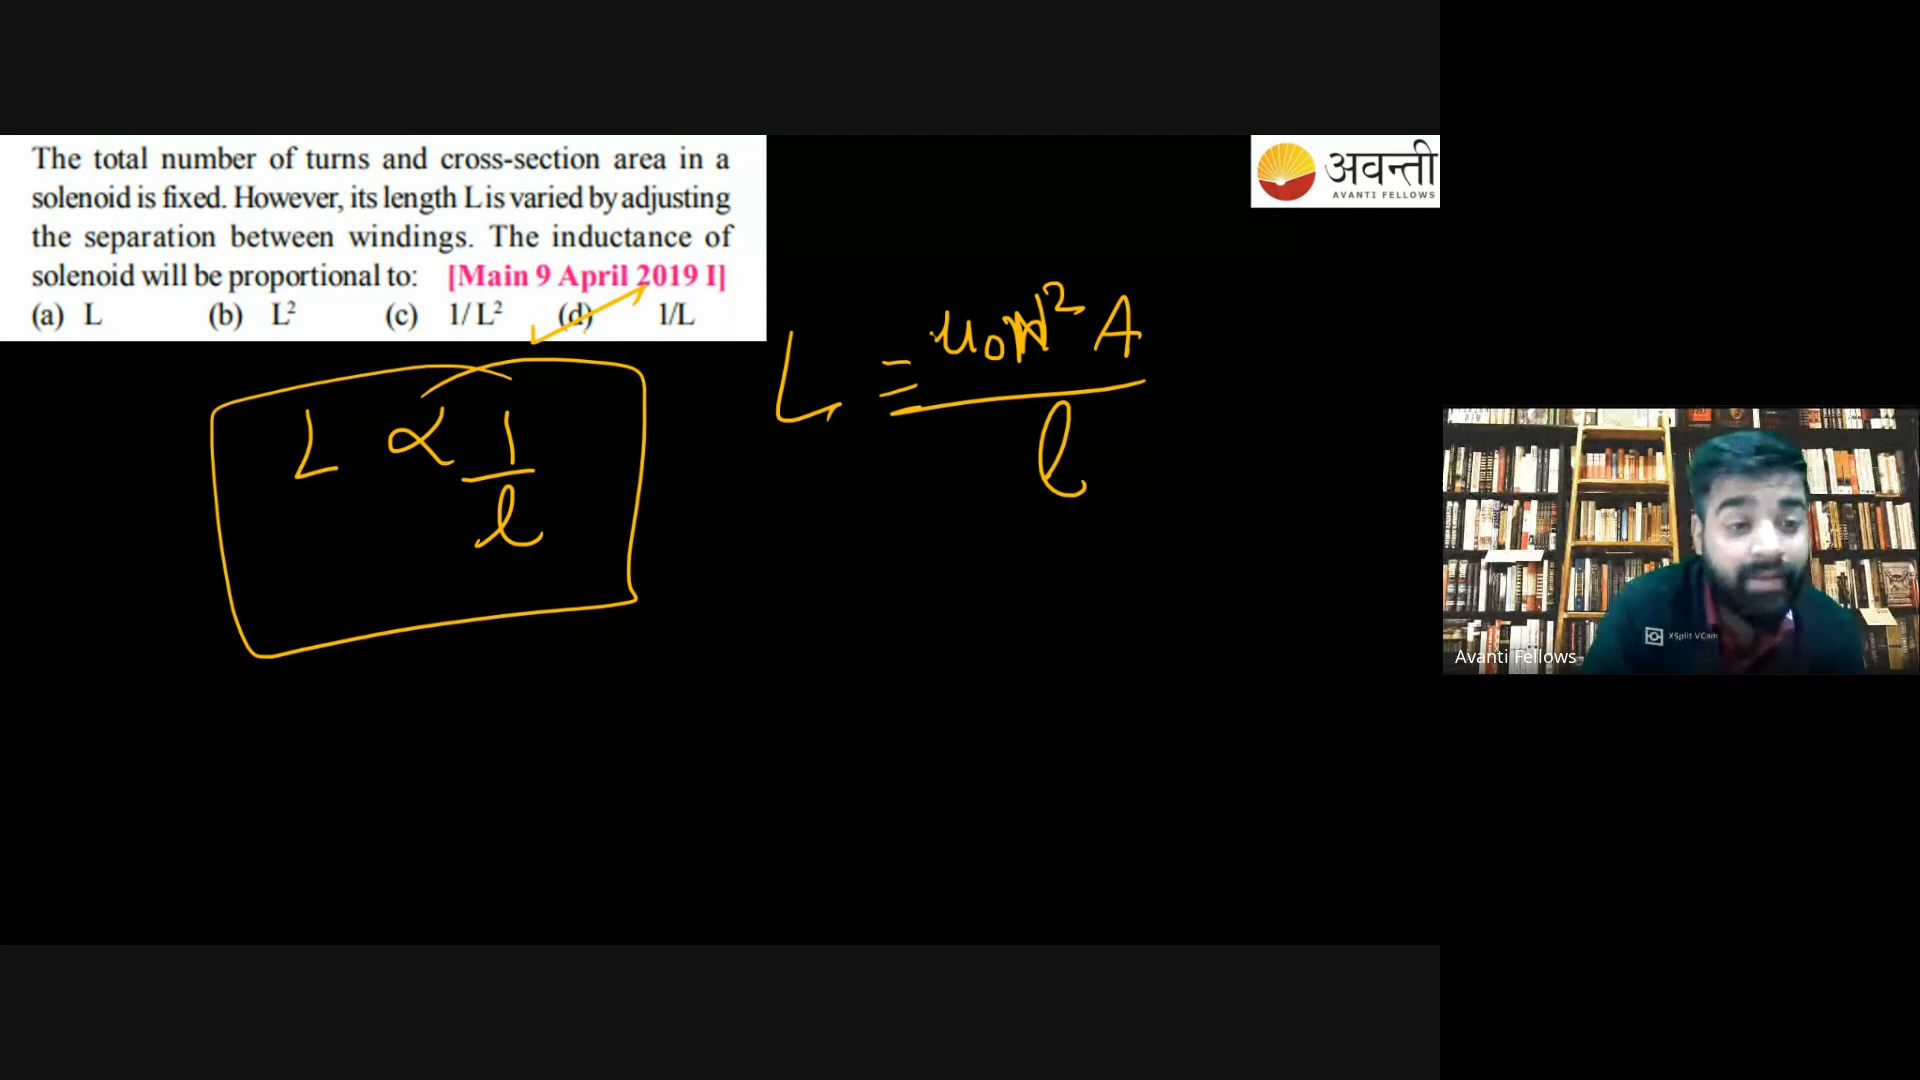 The total number of turns and cross-section area in a
solenoid is fixed. However, its length L is varied by adjusting
the separation between windings. The inductance of
solenoid will be proportional to: [Main 9 April 2019 I]
(a) L (b) L² (c) 1/ L² (d) 1/L
अवन्ती
AVANTI FELLOWS
L = μ₀N² A
l
L ∝ 1
l
XSplit VCam
Avanti Fellows